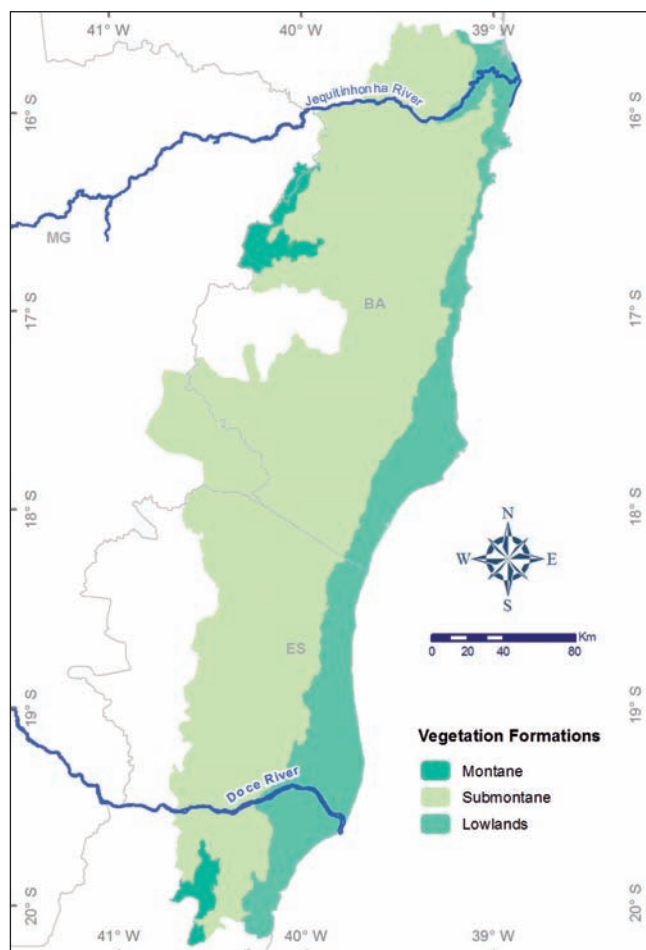 41° W 40° W 39° W
Jequitinhonha River
16° S 16° S
MG
17° S 17° S
BA
18° S 18° S
N
W E
S
Km
0 20 40 80
ES
19° S 19° S
Vegetation Formations
Montane
Submontane
Lowlands
Doce River
20° S 20° S
41° W 40° W 39° W